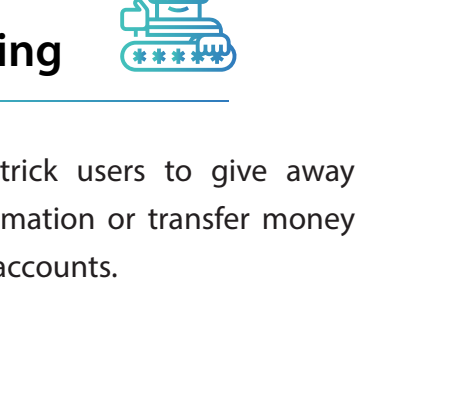 ing
trick users to give away
mation or transfer money
accounts.